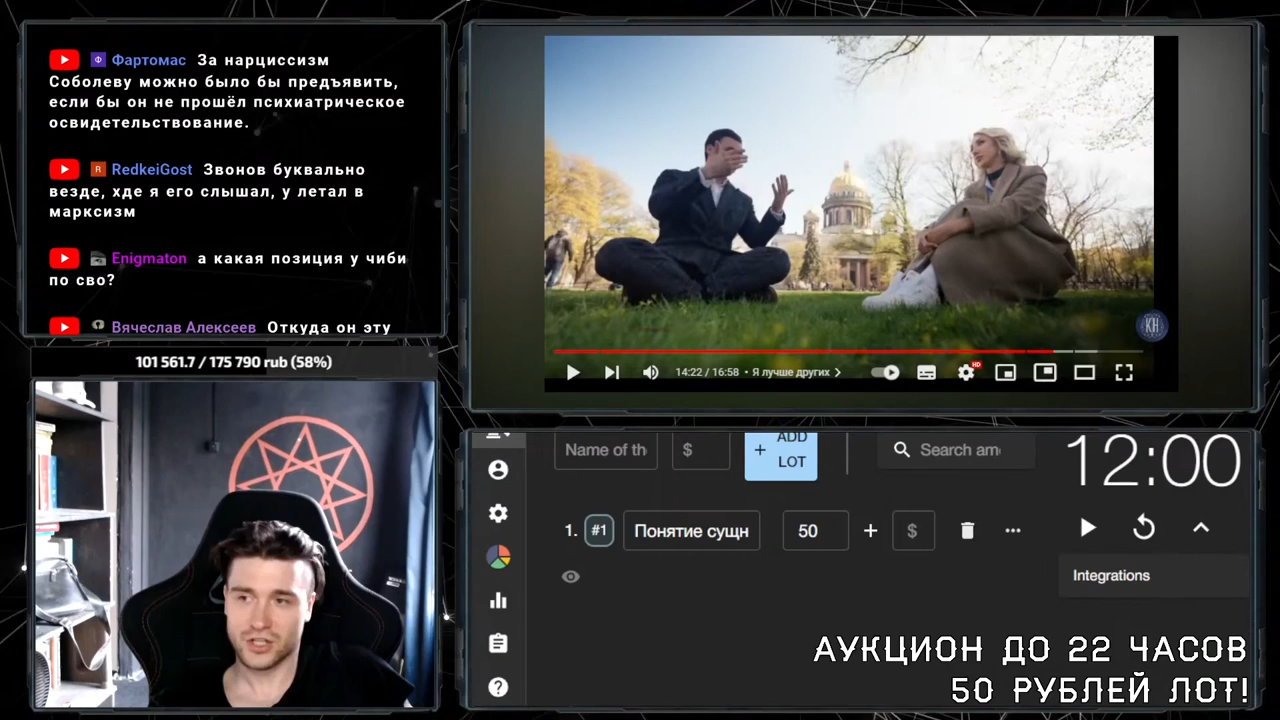 Фартомас За нарциссизм
Соболеву можно было бы предъявить,
если бы он не прошёл психиатрическое
освидетельствование.
RedkeiGost Звонов буквально
везде, хде я его слышал, у летал в
марксизм
Enigmaton а какая позиция у чиби
по сво?
Вячеслав Алексеев Откуда он эту
101 561.7 / 175 790 rub (58%)
KH
14:22 / 16:58 • Я лучше других
HD
Name of th
$
+ ADD
LOT
Search am
12:00
1. #1 Понятие сущн 50 + $
Integrations
АУКЦИОН ДО 22 ЧАСОВ
50 РУБЛЕЙ ЛОТ!